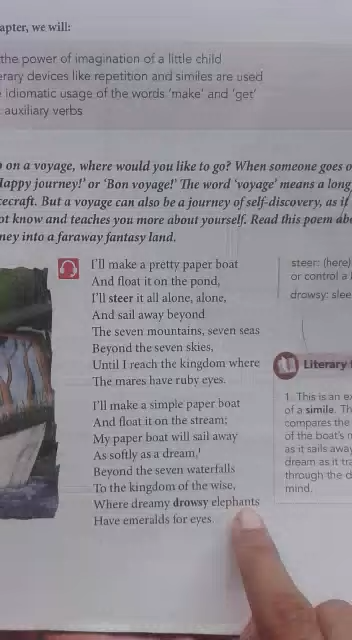 apter, we will:
the power of imagination of a little child
erary devices like repetition and similes are used
idiomatic usage of the words 'make' and 'get'
auxiliary verbs
on a voyage, where would you like to go? When someone goes o
Happy journey!' or 'Bon voyage!' The word 'voyage' means a long
cecraft. But a voyage can also be a journey of self-discovery, as it
ot know and teaches you more about yourself. Read this poem abo
ney into a faraway fantasy land.
I'll make a pretty paper boat
And float it on the pond,
I'll steer it all alone, alone,
And sail away beyond
The seven mountains, seven seas
Beyond the seven skies,
Until I reach the kingdom where
The mares have ruby eyes.
I'll make a simple paper boat
And float it on the stream;
My paper boat will sail away
As softly as a dream,¹
Beyond the seven waterfalls
To the kingdom of the wise,
Where dreamy drowsy elephants
Have emeralds for eyes.
steer: (here)
or control a
drowsy: slee
Literary
1. This is an ex
of a simile. Th
compares the
of the boat's m
as it sails away
dream as it tra
through the d
mind.